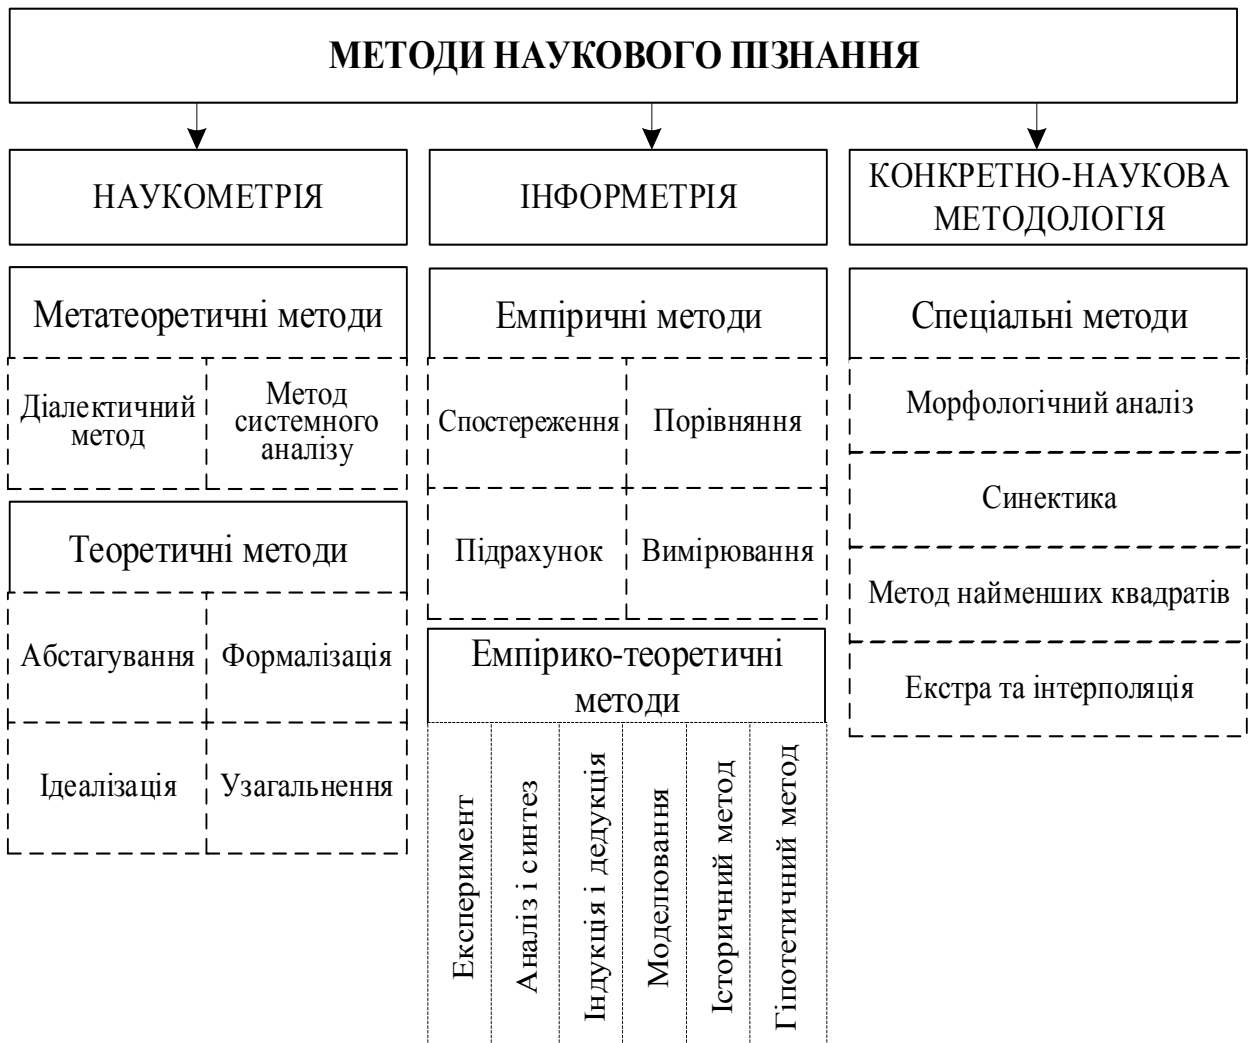 МЕТОДИ НАУКОВОГО ПІЗНАННЯ
НАУКОМЕТРІЯ
ІНФОРМЕТРІЯ
КОНКРЕТНО-НАУКОВА
МЕТОДОЛОГІЯ
Метатеоретичні методи
Діалектичний
метод
Метод
системного
аналізу
Теоретичні методи
Абстагування
Формалізація
Ідеалізація
Узагальнення
Емпіричні методи
Спостереження
Порівняння
Підрахунок
Вимірювання
Емпірико-теоретичні
методи
Експеримент
Аналіз і синтез
Індукція і дедукція
Моделювання
Історичний метод
Гіпотетичний метод
Спеціальні методи
Морфологічний аналіз
Синектика
Метод найменших квадратів
Екстра та інтерполяція